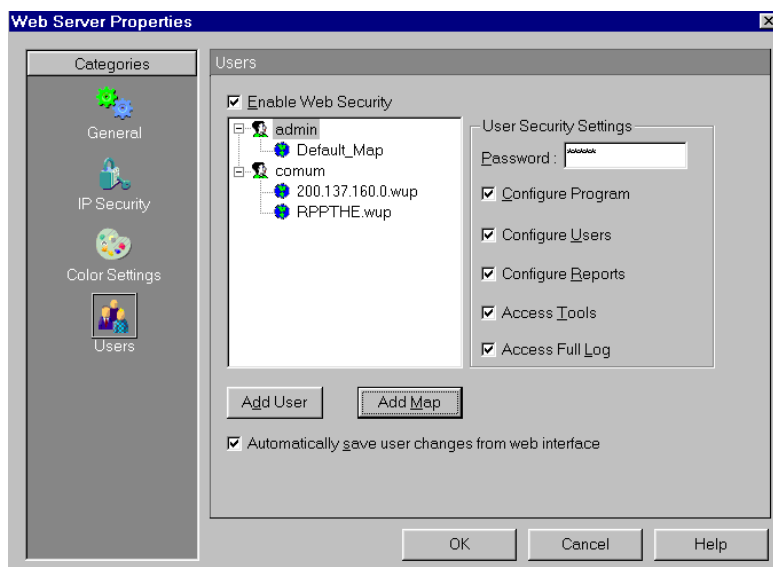 Web Server Properties
Categories
General
IP Security
Color Settings
Users
Users
Enable Web Security
admin
Default_Map
comum
200.137.160.0.wup
RPPTHE.wup
User Security Settings
Password : *****
Configure Program
Configure Users
Configure Reports
Access Tools
Access Full Log
Add User
Add Map
Automatically save user changes from web interface
OK
Cancel
Help